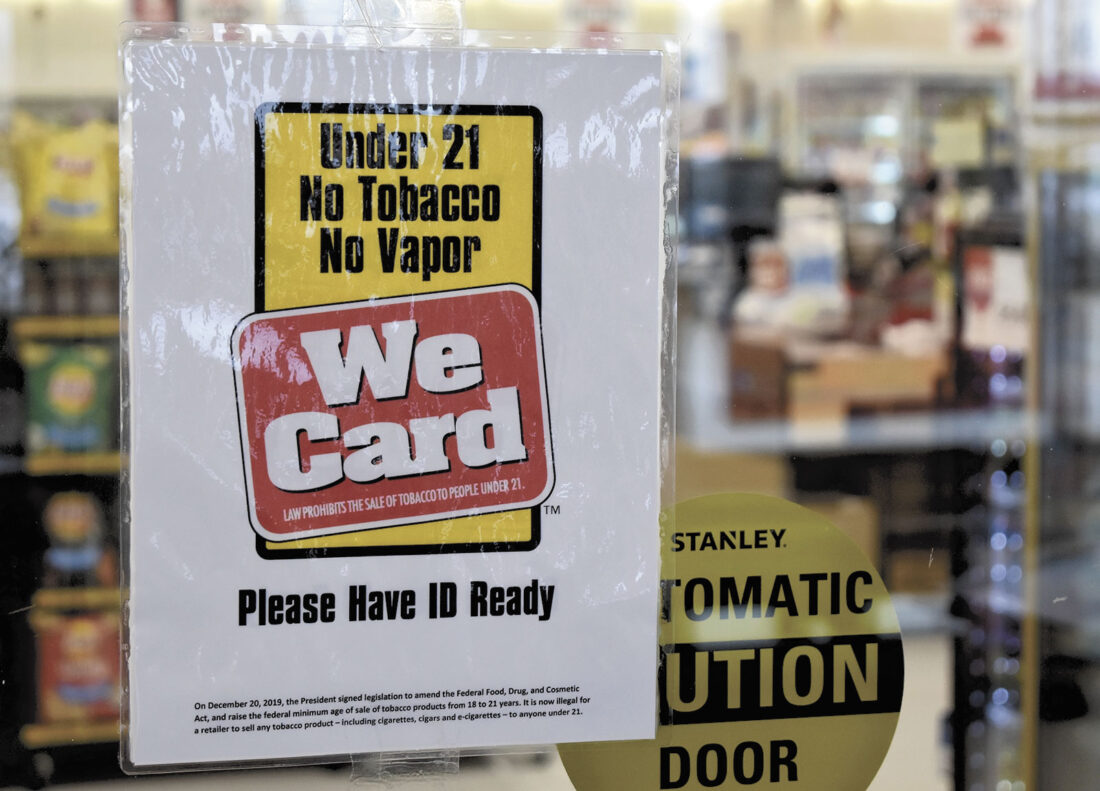 Under 21
No Tobacco
No Vapor
We
Card
LAW PROHIBITS THE SALE OF TOBACCO TO PEOPLE UNDER 21.
TM
Please Have ID Ready
On December 20, 2019, the President signed legislation to amend the Federal Food, Drug, and Cosmetic
Act, and raise the federal minimum age of sale of tobacco products from 18 to 21 years. It is now illegal for
a retailer to sell any tobacco product – including cigarettes, cigars and e-cigarettes – to anyone under 21.
STANLEY
TOMATIC
UTION
DOOR